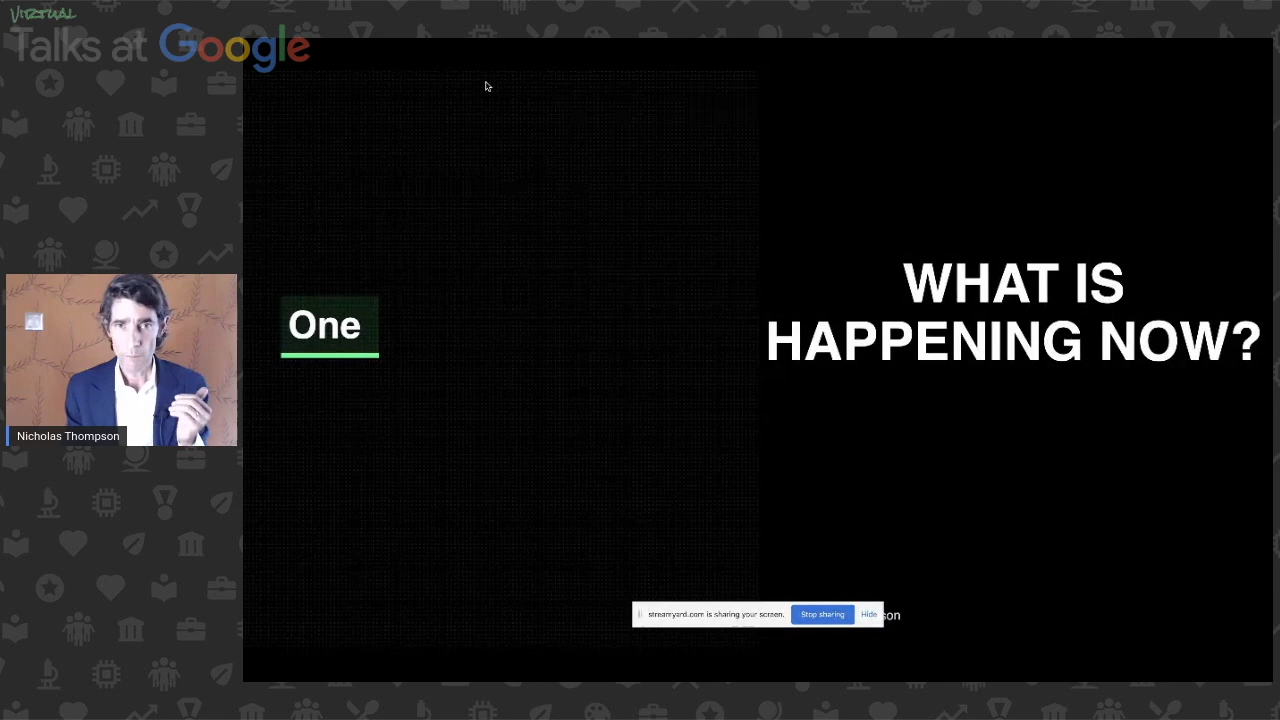 VIRTUAL
Talks at Google
One
WHAT IS
HAPPENING NOW?
Nicholas Thompson
streamyard.com is sharing your screen. Stop sharing Hide son